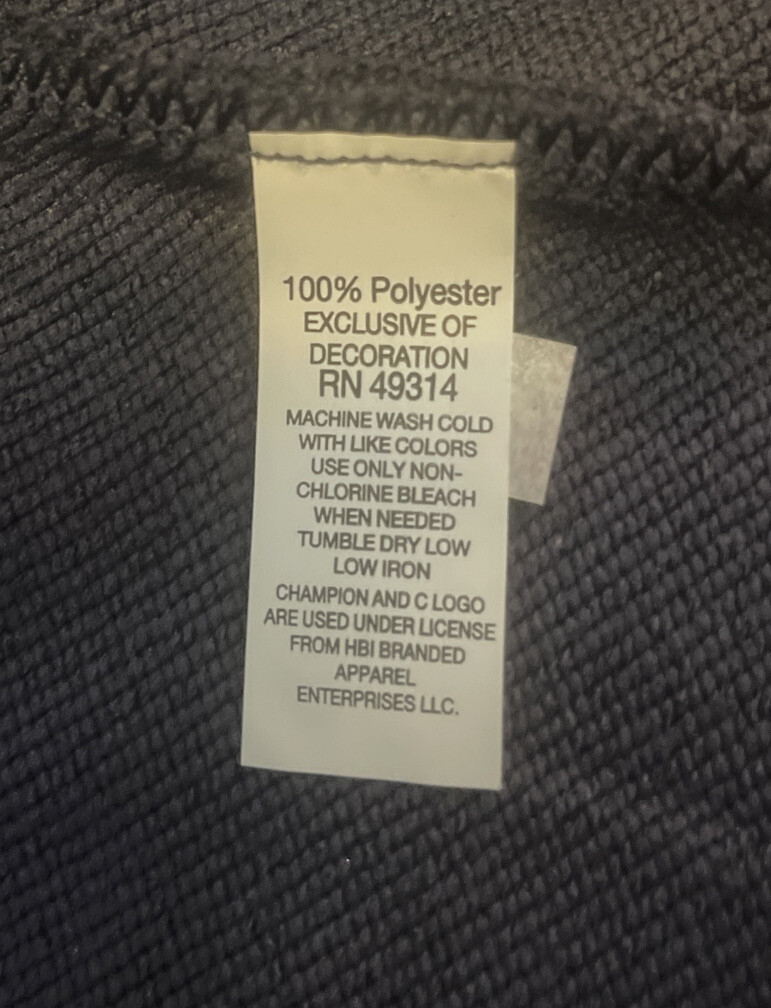 100% Polyester
EXCLUSIVE OF
DECORATION
RN 49314
MACHINE WASH COLD
WITH LIKE COLORS
USE ONLY NON-
CHLORINE BLEACH
WHEN NEEDED
TUMBLE DRY LOW
LOW IRON
CHAMPION AND C LOGO
ARE USED UNDER LICENSE
FROM HBI BRANDED
APPAREL
ENTERPRISES LLC.